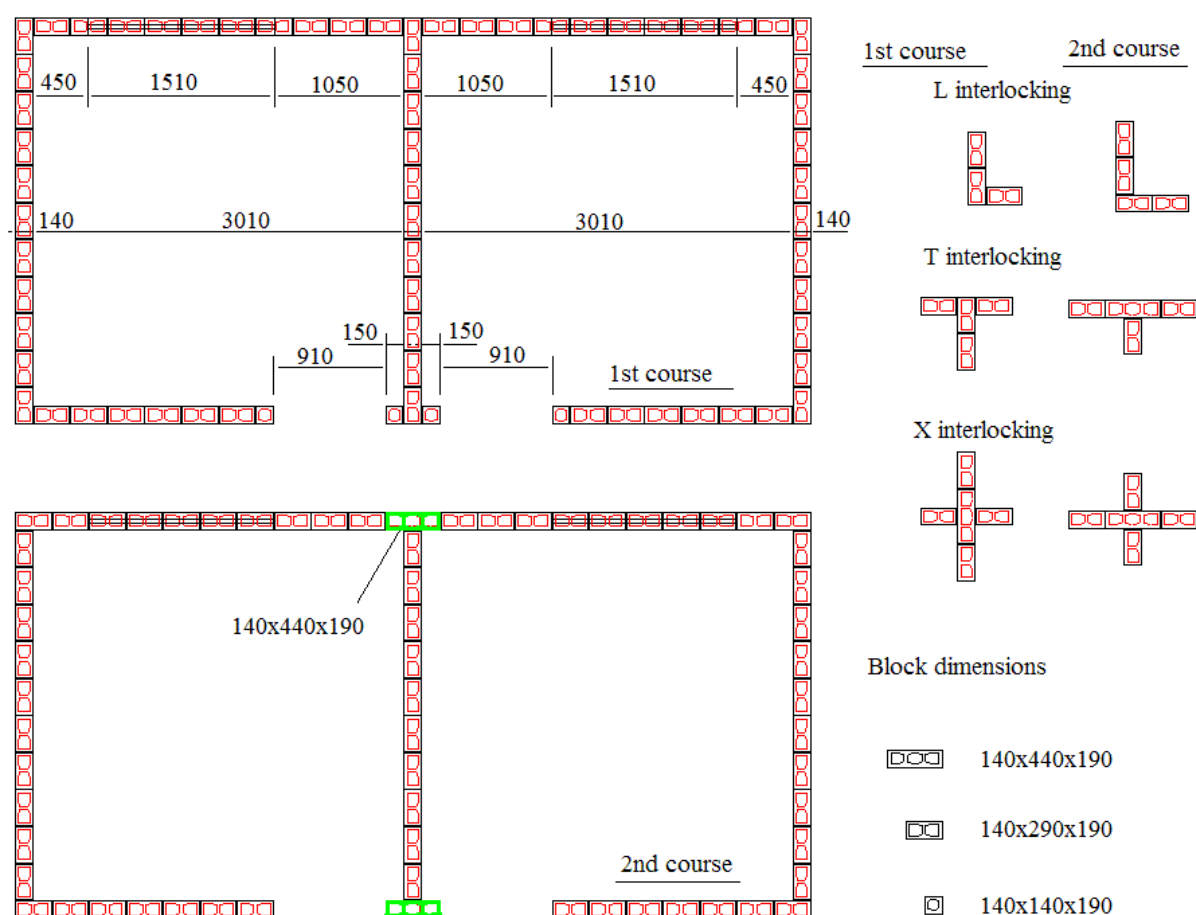 1st course
2nd course
L interlocking
450
1510
1050
1050
1510
450
140
3010
3010
140
T interlocking
150
150
910
910
1st course
X interlocking
140x440x190
Block dimensions
140x440x190
140x290x190
2nd course
140x140x190